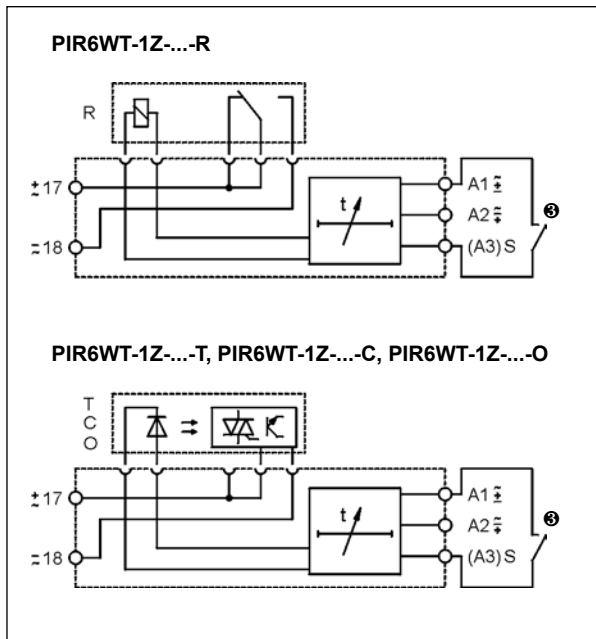 PIR6WT-1Z-...-R
R
17
18
t
A1
A2
(A3) S
❸
PIR6WT-1Z-...-T, PIR6WT-1Z-...-C, PIR6WT-1Z-...-O
T
C
O
17
18
t
A1
A2
(A3) S
❸